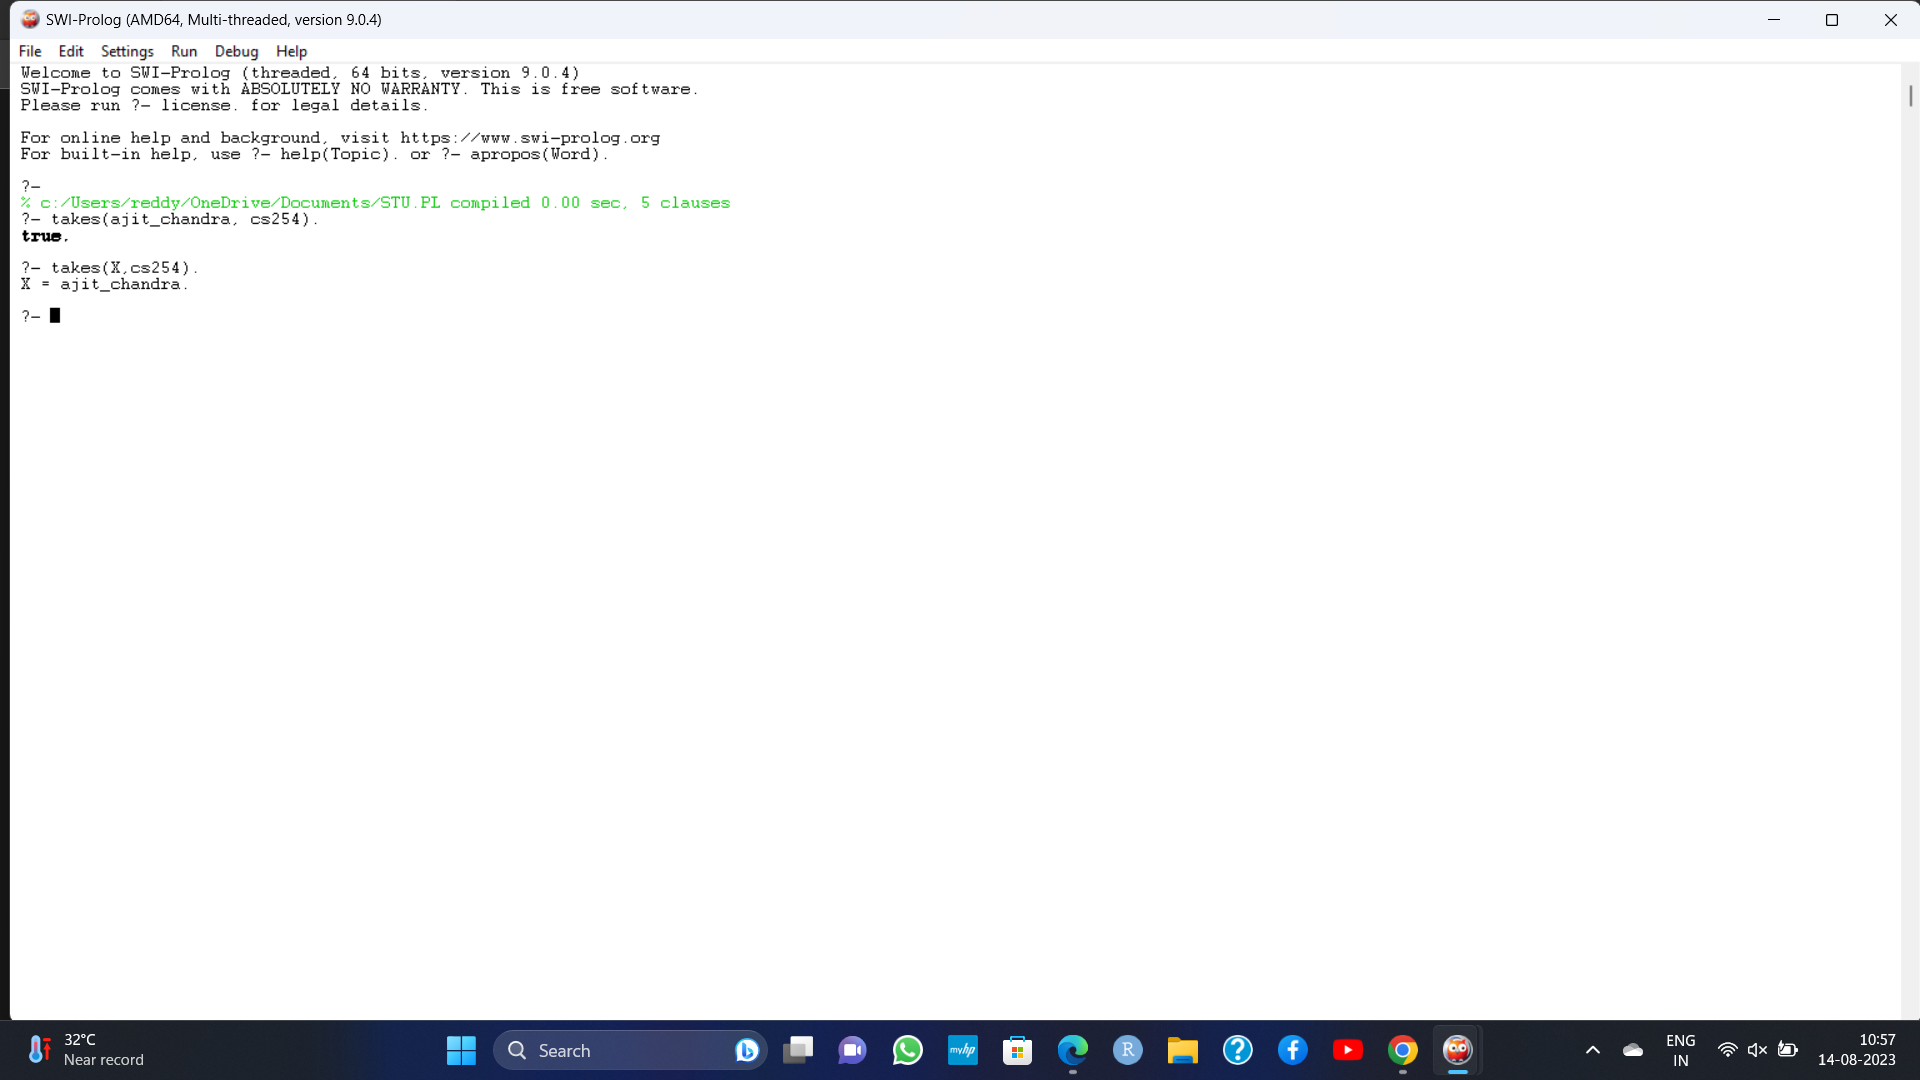 SWI-Prolog (AMD64, Multi-threaded, version 9.0.4)
File Edit Settings Run Debug Help
Welcome to SWI-Prolog (threaded, 64 bits, version 9.0.4)
SWI-Prolog comes with ABSOLUTELY NO WARRANTY. This is free software.
Please run ?- license. for legal details.
For online help and background, visit https://www.swi-prolog.org
For built-in help, use ?- help(Topic). or ?- apropos(Word).
?-
% c:/Users/reddy/OneDrive/Documents/STU.PL compiled 0.00 sec, 5 clauses
?- takes(ajit_chandra, cs254).
true.
?- takes(X,cs254).
X = ajit_chandra.
?-
32°C
Near record
Search
myhp
R
ENG
IN
10:57
14-08-2023